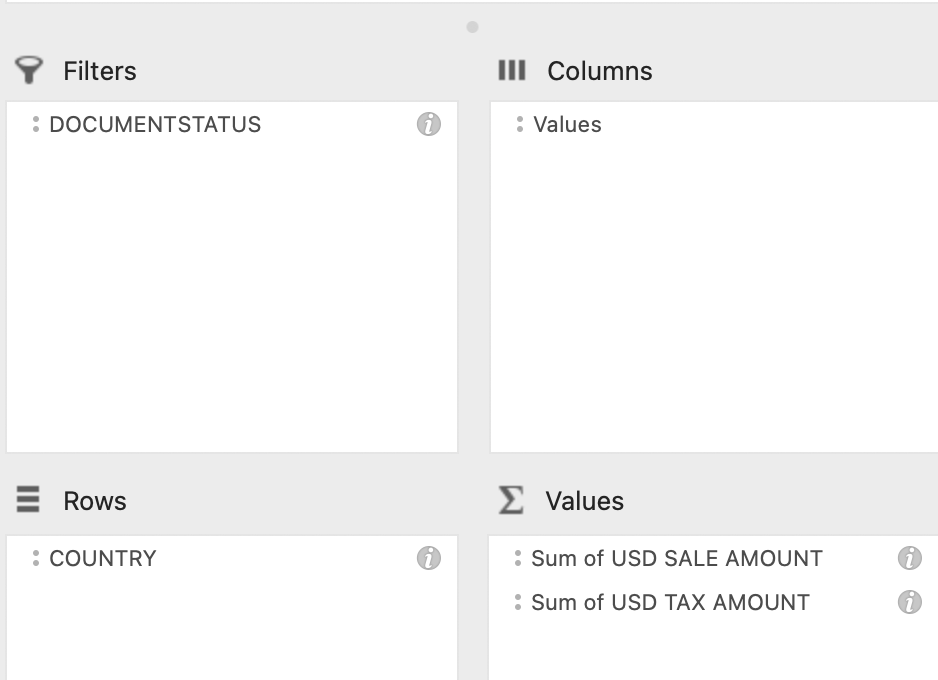 Filters
DOCUMENTSTATUS
Columns
Values
Rows
COUNTRY
Values
Sum of USD SALE AMOUNT
Sum of USD TAX AMOUNT